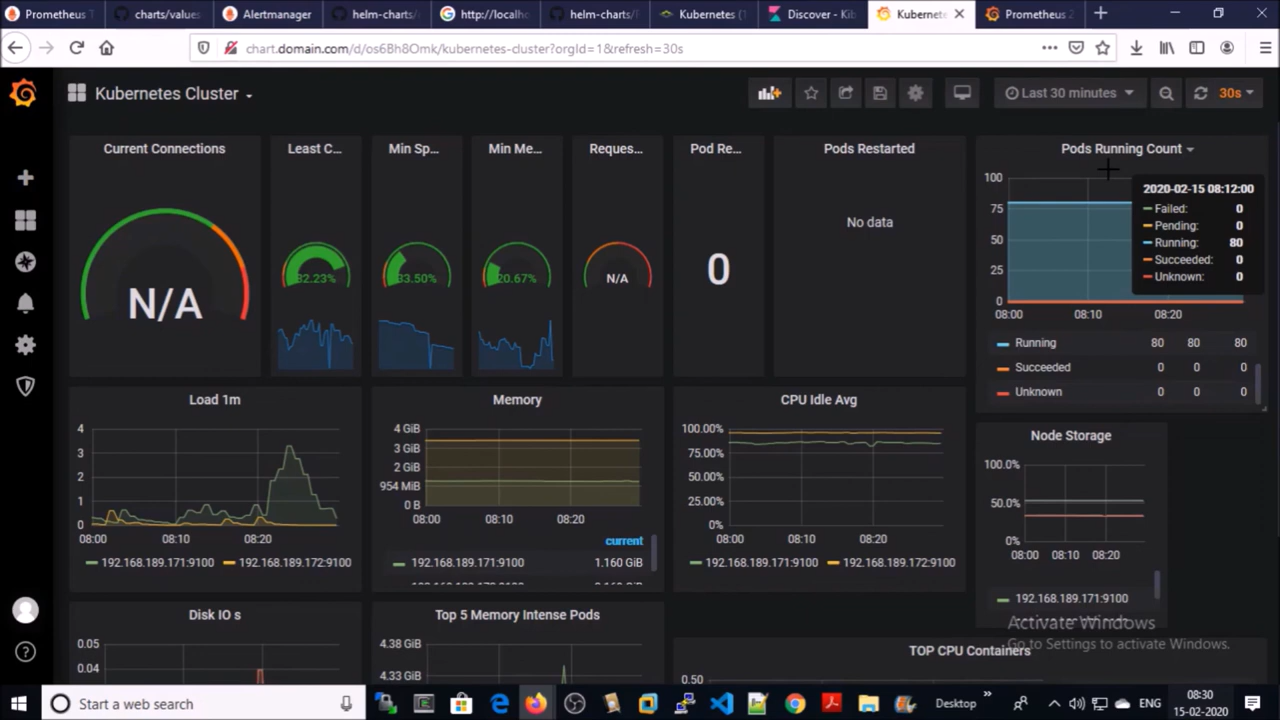 Prometheus T
charts/values
Alertmanager
helm-charts/
http://localho
helm-charts/
Kubernetes (1
Discover - Kib
Kubernete
Prometheus 2
chart.domain.com/d/os6Bh8Omk/kubernetes-cluster?orgId=1&refresh=30s
Kubernetes Cluster
Last 30 minutes
30s
Current Connections
Least C...
Min Sp...
Min Me...
Reques...
Pod Re...
Pods Restarted
Pods Running Count
N/A
32.23%
33.50%
20.67%
N/A
0
No data
100
75
50
25
0
08:00
08:10
08:20
2020-02-15 08:12:00
Failed: 0
Pending: 0
Running: 80
Succeeded: 0
Unknown: 0
Running 80 80 80
Succeeded 0 0 0
Unknown 0 0 0
Load 1m
4
3
2
1
0
08:00 08:10 08:20
192.168.189.171:9100 192.168.189.172:9100
Memory
4 GiB
3 GiB
2 GiB
954 MiB
0 B
08:00 08:10 08:20
current
192.168.189.171:9100 1.160 GiB
CPU Idle Avg
100.00%
75.00%
50.00%
25.00%
0%
08:00 08:10 08:20
192.168.189.171:9100 192.168.189.172:9100
Node Storage
100.0%
50.0%
0%
08:00 08:10 08:20
192.168.189.171:9100
Disk IO s
0.05
0.04
Top 5 Memory Intense Pods
4.38 GiB
4.33 GiB
TOP CPU Containers
0.50
Activate Windows
Go to Settings to activate Windows.
Start a web search
Desktop
ENG
08:30
15-02-2020